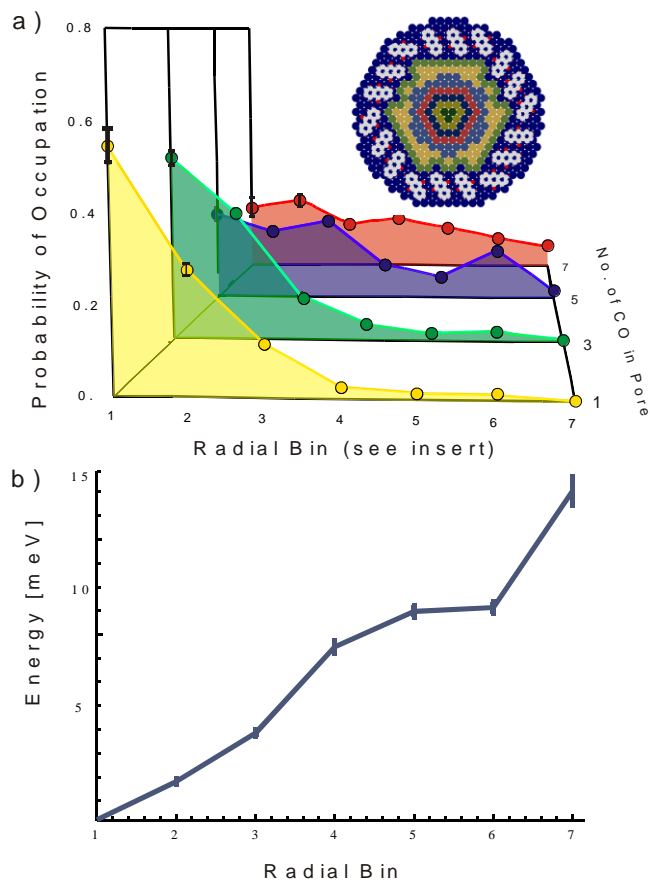 a)
0.8
0.6
0.4
0.2
0.
Probability of Occupation
1 2 3 4 5 6 7
Radial Bin (see insert)
1
3
5
7
No. of CO in Pore
b)
15
10
5
Energy [meV]
1 2 3 4 5 6 7
Radial Bin